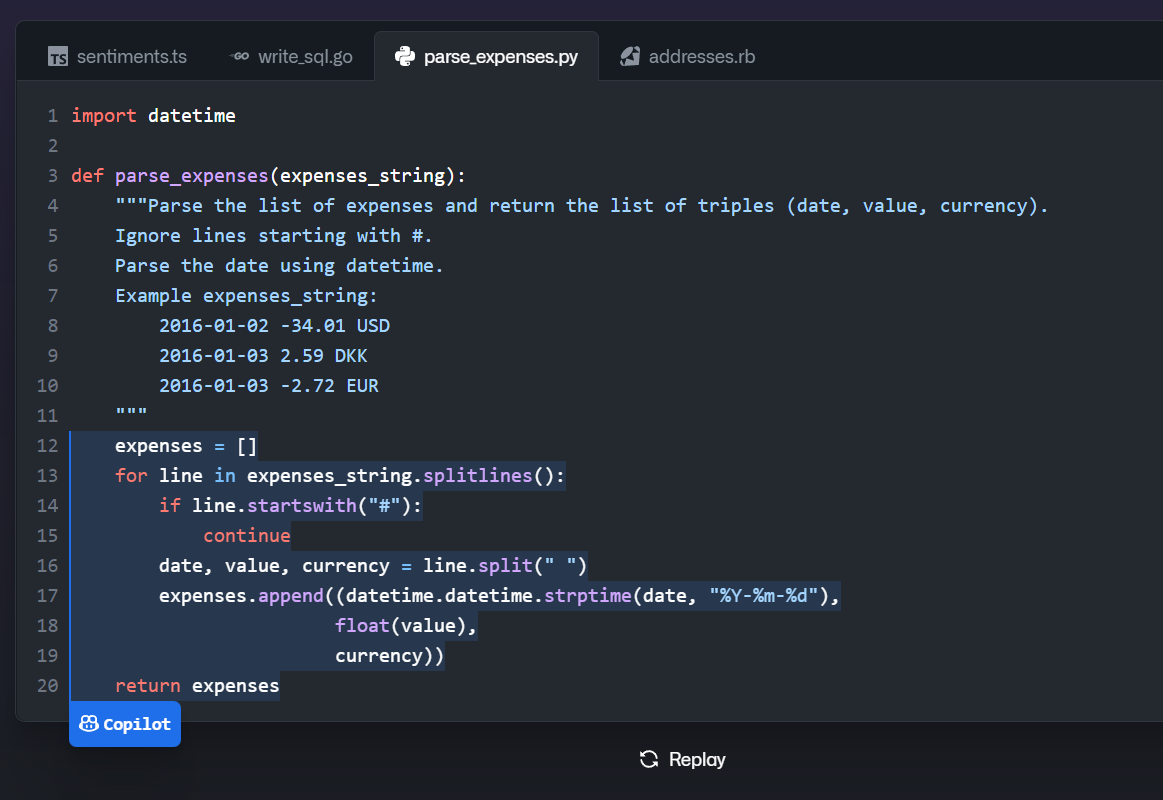 sentiments.ts write_sql.go parse_expenses.py addresses.rb
1 import datetime
2
3 def parse_expenses(expenses_string):
4     """Parse the list of expenses and return the list of triples (date, value, currency).
5     Ignore lines starting with #.
6     Parse the date using datetime.
7     Example expenses_string:
8         2016-01-02 -34.01 USD
9         2016-01-03 2.59 DKK
10         2016-01-03 -2.72 EUR
11     """
12     expenses = []
13     for line in expenses_string.splitlines():
14         if line.startswith("#"):
15             continue
16         date, value, currency = line.split(" ")
17         expenses.append((datetime.datetime.strptime(date, "%Y-%m-%d"),
18                         float(value),
19                         currency))
20     return expenses
Copilot
Replay